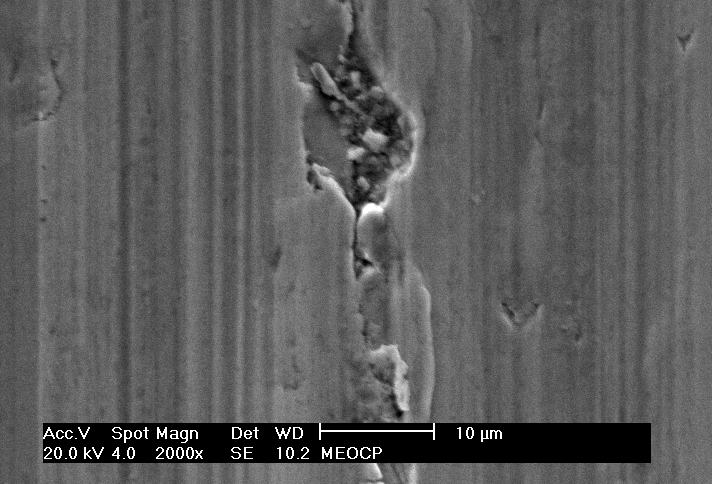 Acc.V Spot Magn Det WD 10 µm
20.0 kV 4.0 2000x SE 10.2 MEOCP